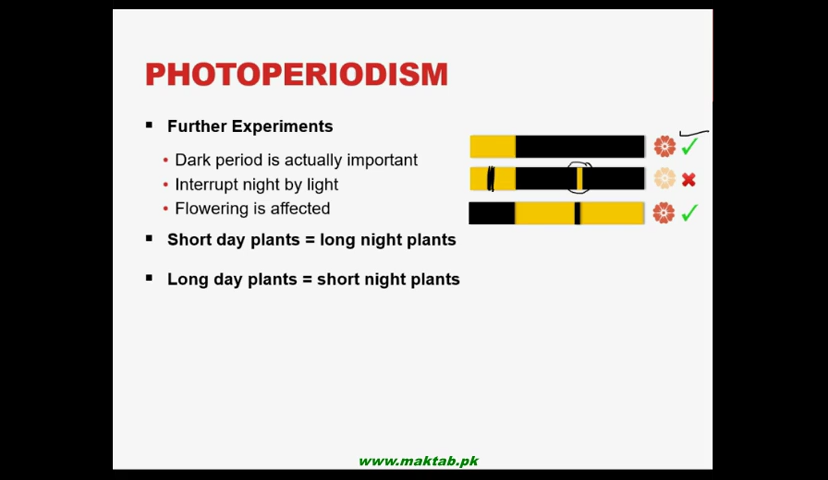 PHOTOPERIODISM
Further Experiments
Dark period is actually important
Interrupt night by light
Flowering is affected
Short day plants = long night plants
Long day plants = short night plants
www.maktab.pk